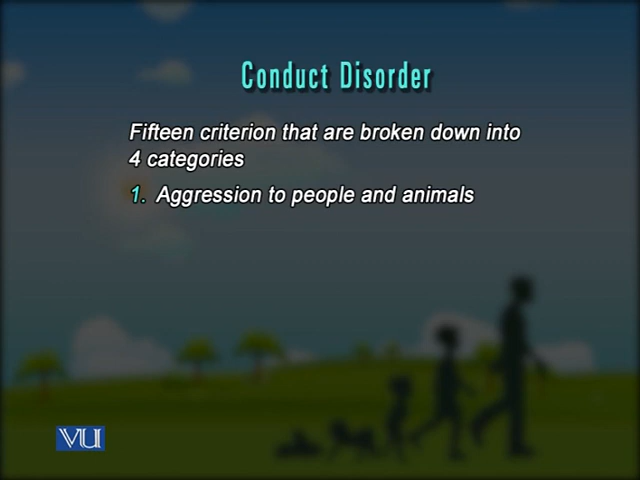 Conduct Disorder
Fifteen criterion that are broken down into
4 categories
1. Aggression to people and animals
VU